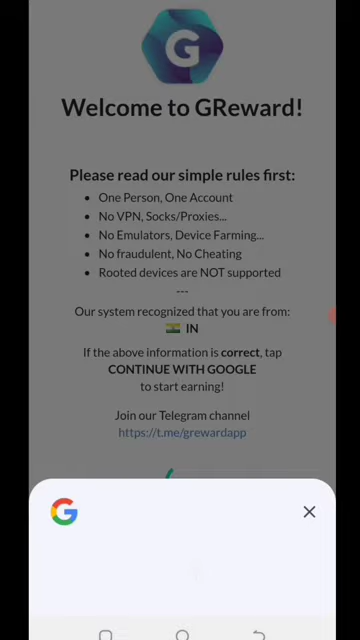 G
Welcome to GReward!
Please read our simple rules first:
• One Person, One Account
• No VPN, Socks/Proxies...
• No Emulators, Device Farming...
• No fraudulent, No Cheating
• Rooted devices are NOT supported
---
Our system recognized that you are from:
IN
If the above information is correct, tap
CONTINUE WITH GOOGLE
to start earning!
Join our Telegram channel
https://t.me/grewardapp
G